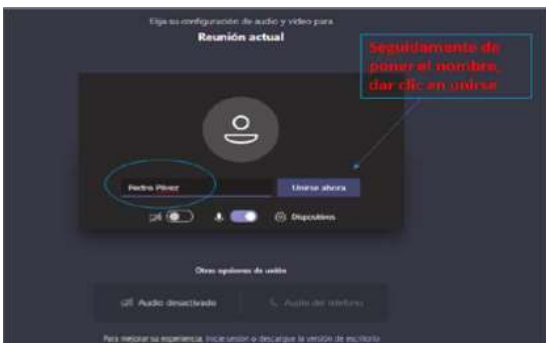 Elija su configuración de audio y vídeo para
Reunión actual
Seguidamente de
poner el nombre,
dar clic en unirse
Pedro Pérez
Unirse ahora
Dispositivos
Otras opciones de unión
Audio desactivado
Audio del teléfono
Para mejorar su experiencia, inicie sesión o descargue la versión de escritorio